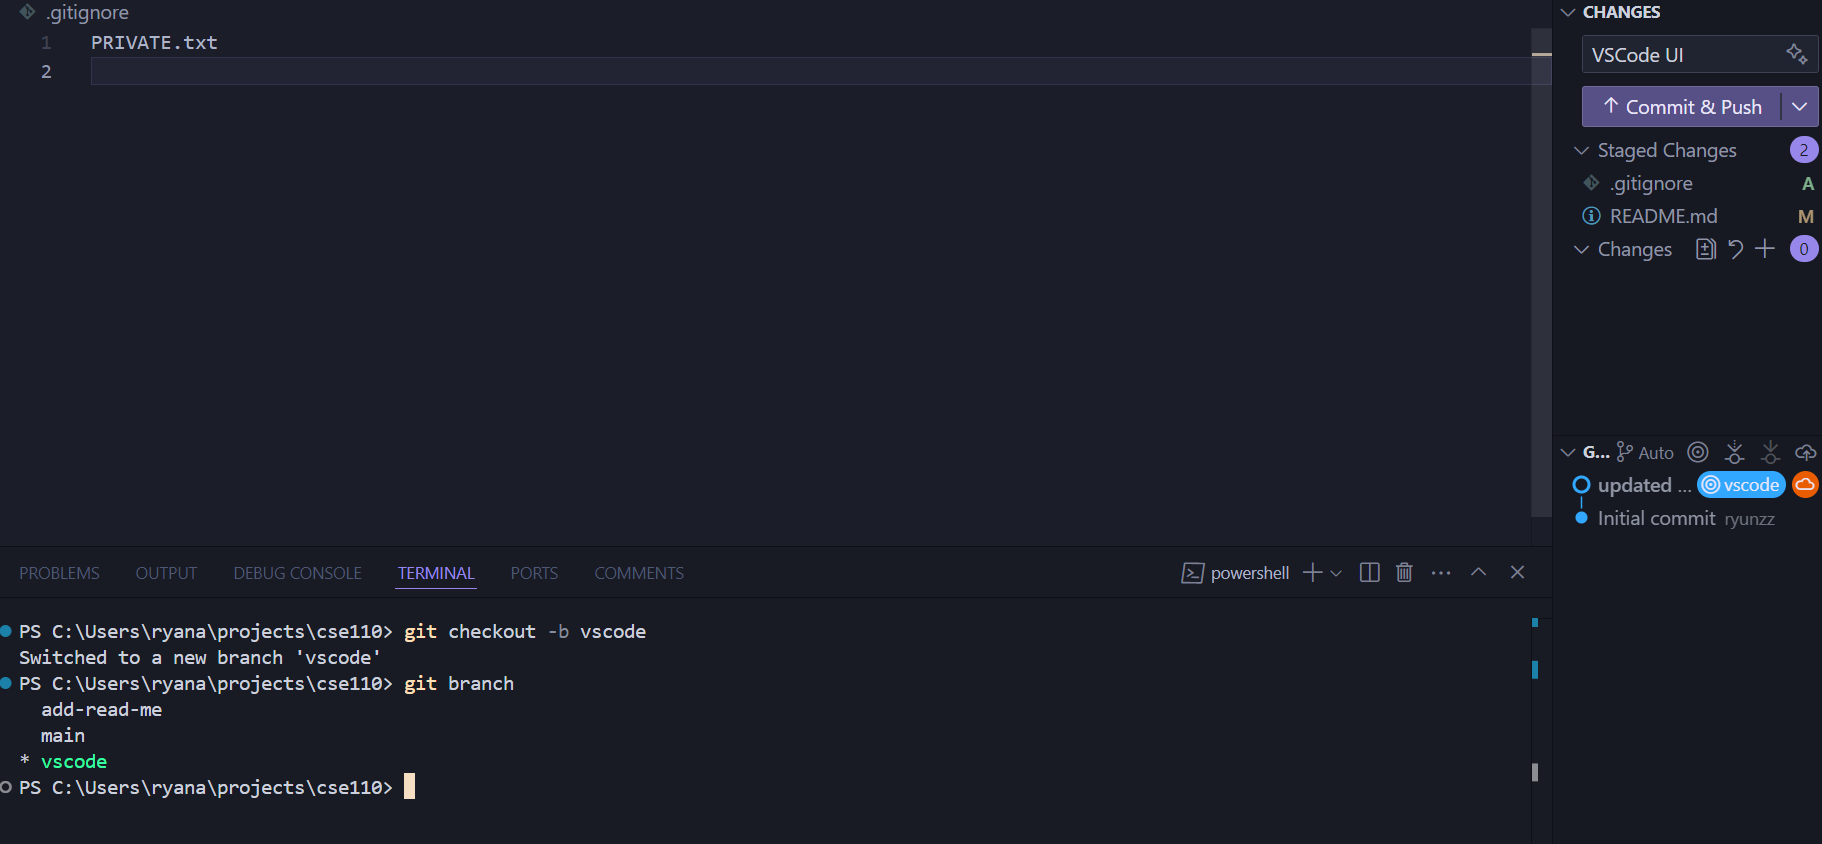 .gitignore
1 PRIVATE.txt
2
CHANGES
VSCode UI
Commit & Push
Staged Changes 2
.gitignore A
README.md M
Changes 0
G... Auto
updated ... vscode
Initial commit ryunzz
PROBLEMS OUTPUT DEBUG CONSOLE TERMINAL PORTS COMMENTS powershell
PS C:\Users\ryana\projects\cse110> git checkout -b vscode
Switched to a new branch 'vscode'
PS C:\Users\ryana\projects\cse110> git branch
add-read-me
main
* vscode
PS C:\Users\ryana\projects\cse110>